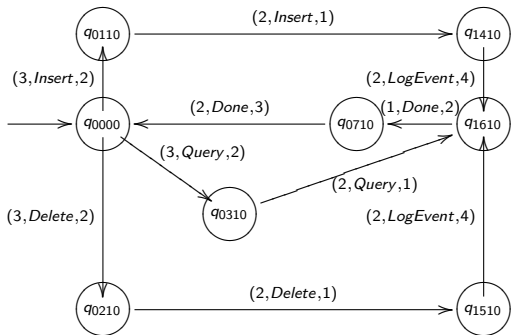 (2,Insert,1)
q0110
q1410
(3,Insert,2)
(2,LogEvent,4)
(2,Done,3)
(1,Done,2)
q0000
q0710
q1610
(3,Query,2)
(2,Query,1)
(3,Delete,2)
q0310
(2,LogEvent,4)
(2,Delete,1)
q0210
q1510